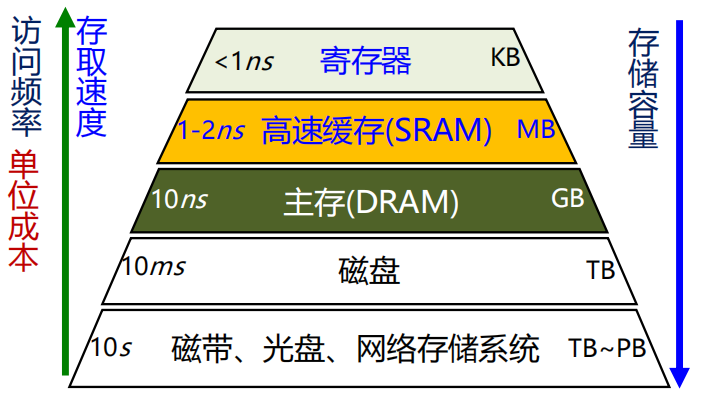 访问频率 单位成本
存取速度
<1ns 寄存器 KB
1-2ns 高速缓存(SRAM) MB
10ns 主存(DRAM) GB
10ms 磁盘 TB
10s 磁带、光盘、网络存储系统 TB~PB
存储容量